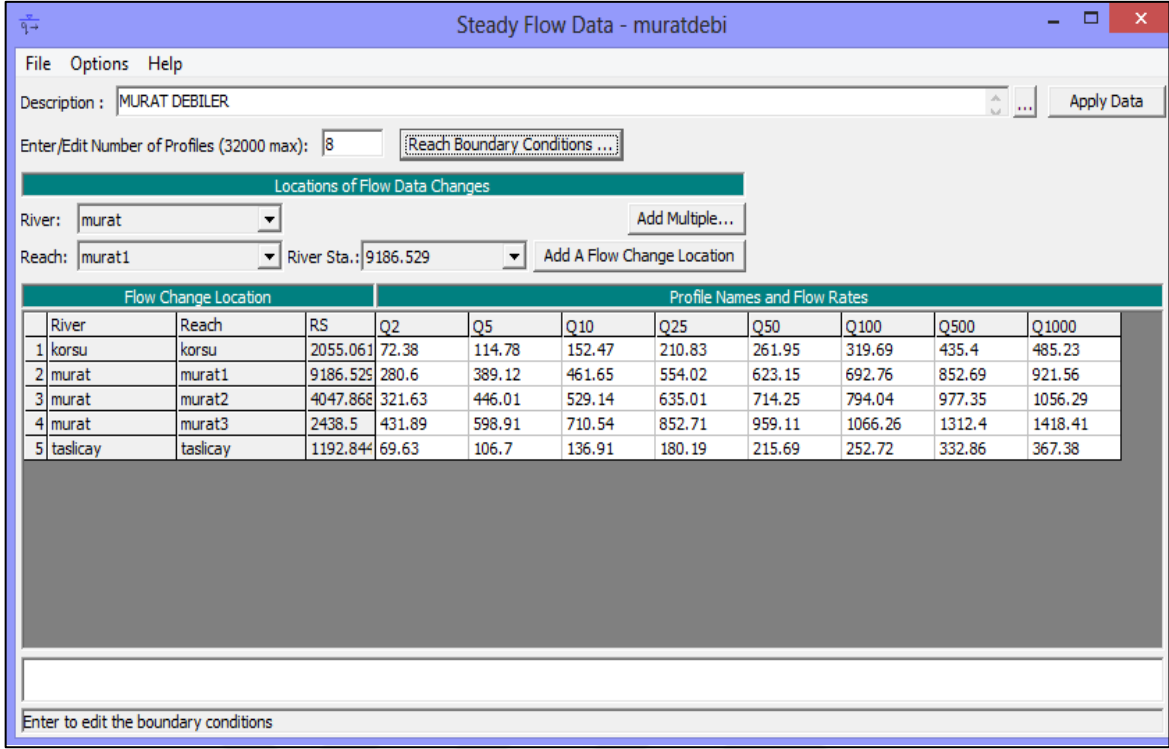 Steady Flow Data - muratdebi
File Options Help
Description : MURAT DEBILER ... Apply Data
Enter/Edit Number of Profiles (32000 max): 8 Reach Boundary Conditions ...
Locations of Flow Data Changes
River: murat Add Multiple...
Reach: murat1 River Sta.: 9186.529 Add A Flow Change Location
Flow Change Location Profile Names and Flow Rates
River Reach RS Q2 Q5 Q10 Q25 Q50 Q100 Q500 Q1000
1 korsu korsu 2055.061 72.38 114.78 152.47 210.83 261.95 319.69 435.4 485.23
2 murat murat1 9186.529 280.6 389.12 461.65 554.02 623.15 692.76 852.69 921.56
3 murat murat2 4047.868 321.63 446.01 529.14 635.01 714.25 794.04 977.35 1056.29
4 murat murat3 2438.5 431.89 598.91 710.54 852.71 959.11 1066.26 1312.4 1418.41
5 taslicay taslicay 1192.844 69.63 106.7 136.91 180.19 215.69 252.72 332.86 367.38
Enter to edit the boundary conditions